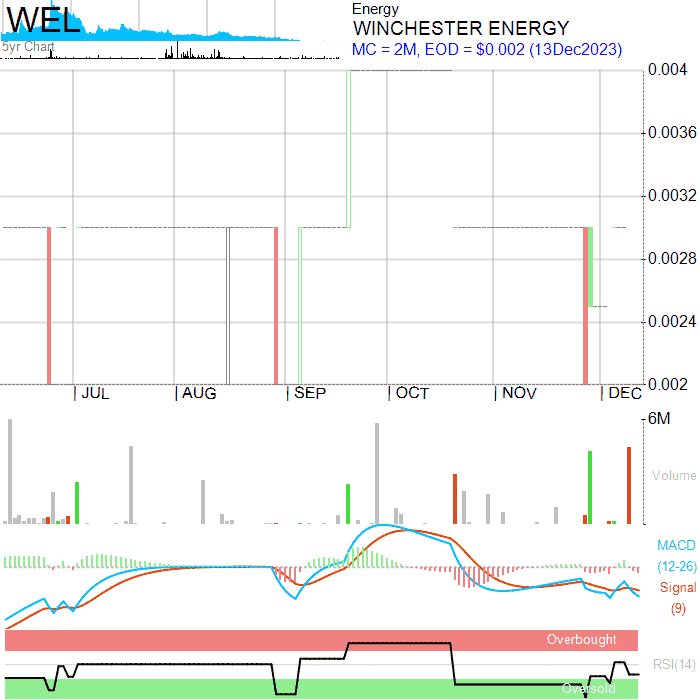 WEL
5yr Chart
Energy
WINCHESTER ENERGY
MC = 2M, EOD = $0.002 (13Dec2023)
0.004
0.0036
0.0032
0.0028
0.0024
0.002
JUL AUG SEP OCT NOV DEC
6M
Volume
MACD
(12-26)
Signal
(9)
Overbought
RSI(14)
Oversold